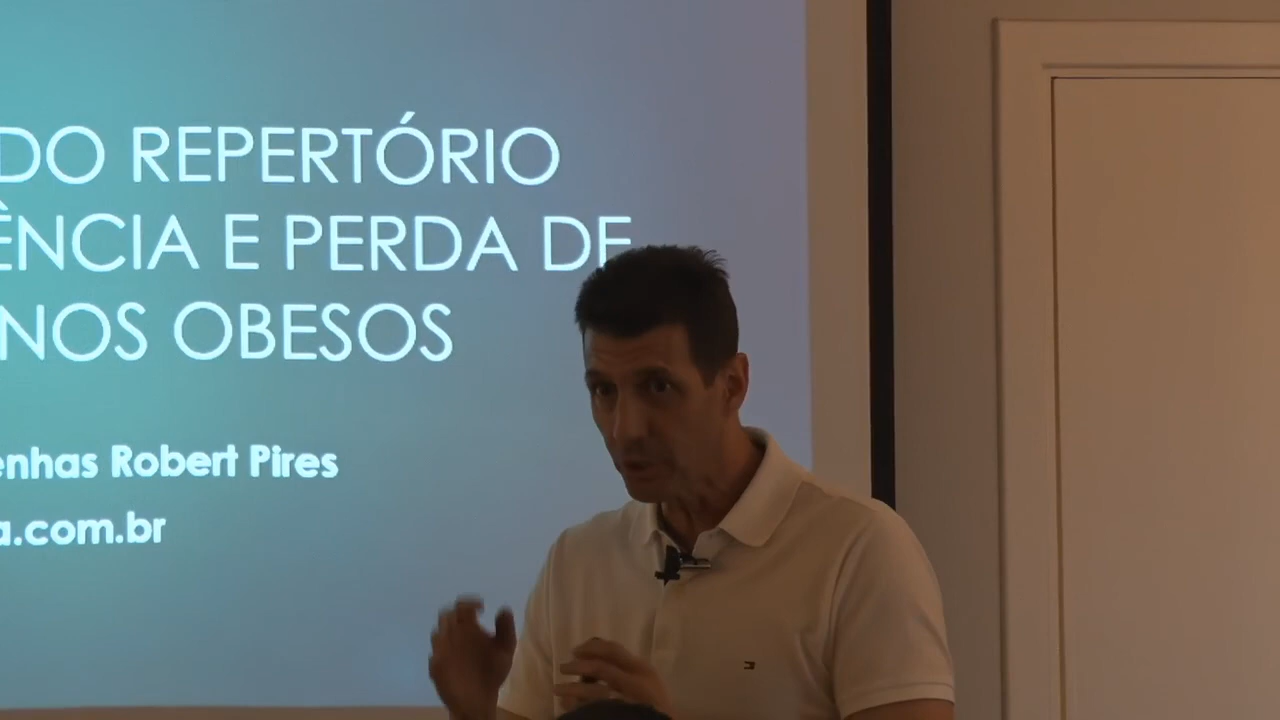 DO REPERTÓRIO
ÊNCIA E PERDA DE
NOS OBESOS
enhas Robert Pires
a.com.br